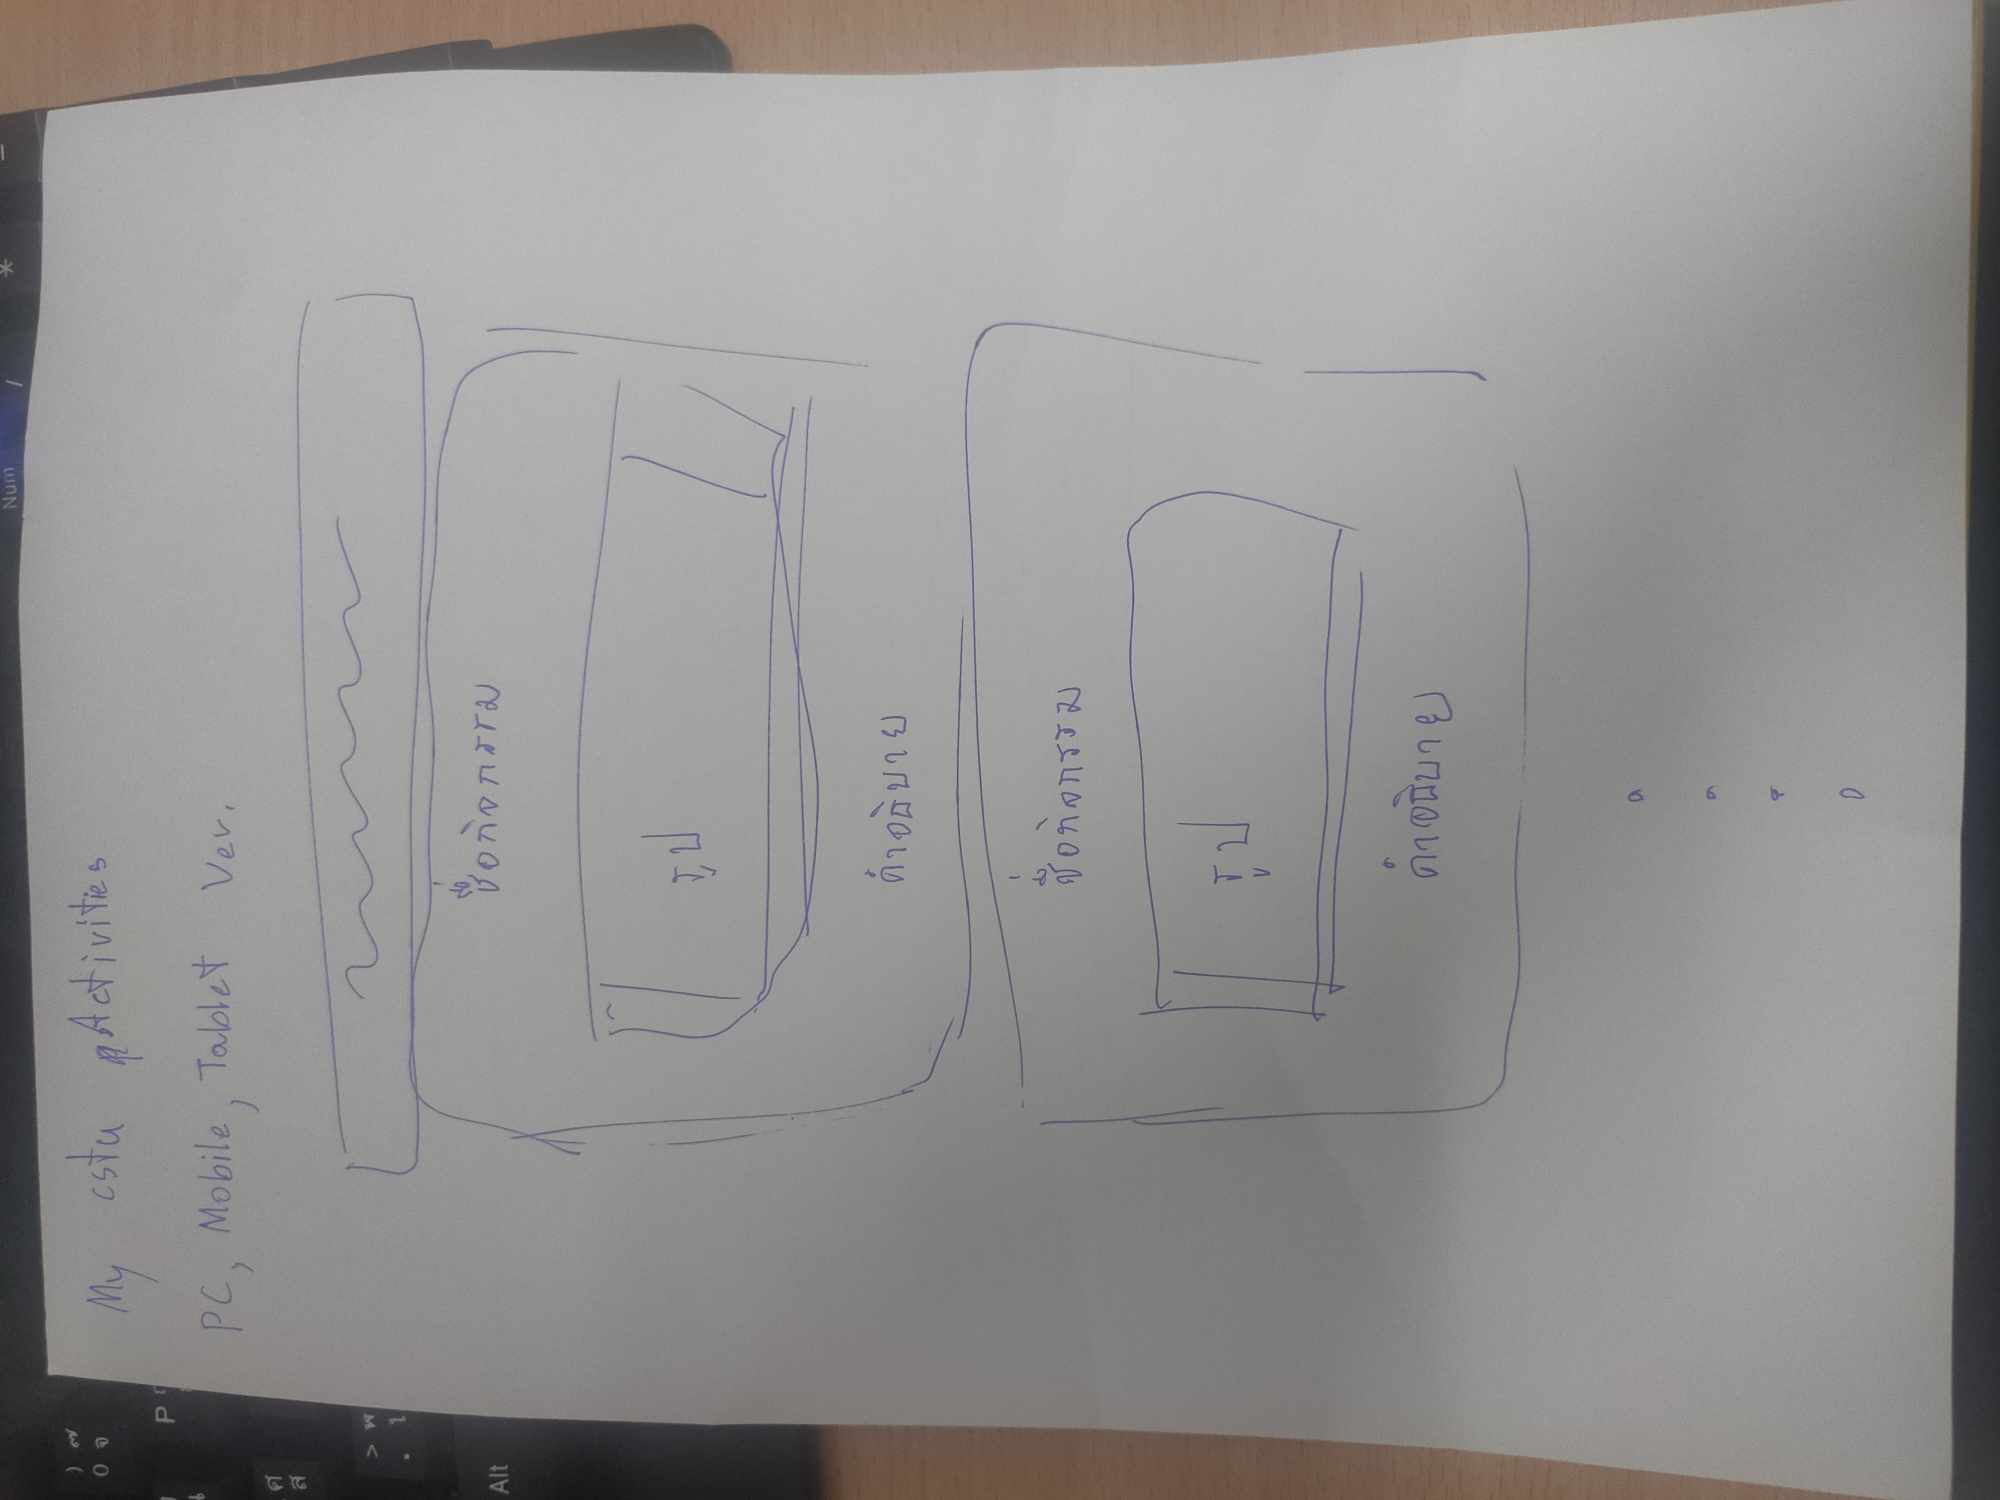 My cstu Activities
PC, Mobile, Tablet Ver.
ชื่อกิจกรรม
รูป
คำอธิบาย
ชื่อกิจกรรม
รูป
คำอธิบาย
Num
/
*
-
Alt
P